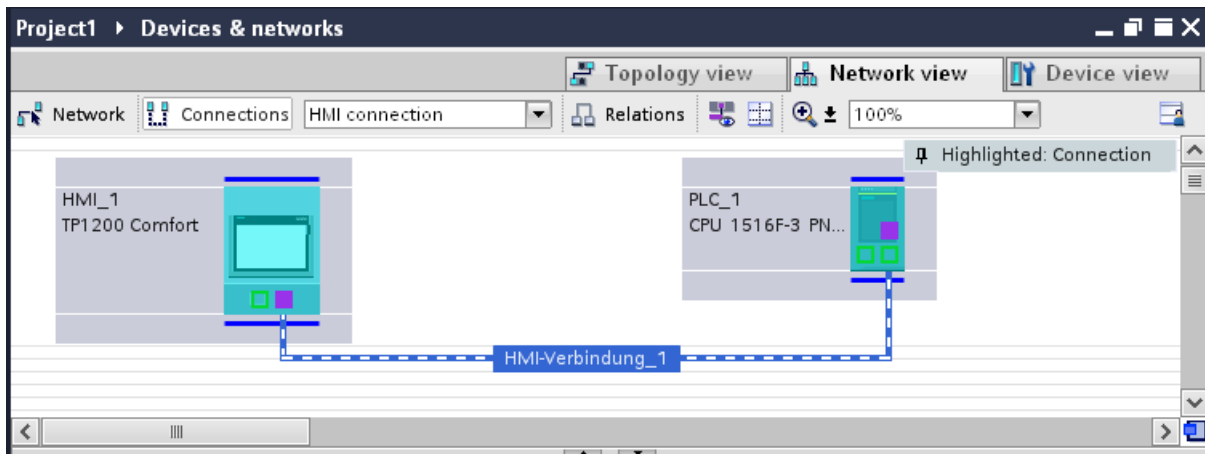 Project1 Devices & networks
Topology view Network view Device view
Network Connections HMI connection Relations 100%
Highlighted: Connection
HMI_1
TP1200 Comfort
PLC_1
CPU 1516F-3 PN...
HMI-Verbindung_1